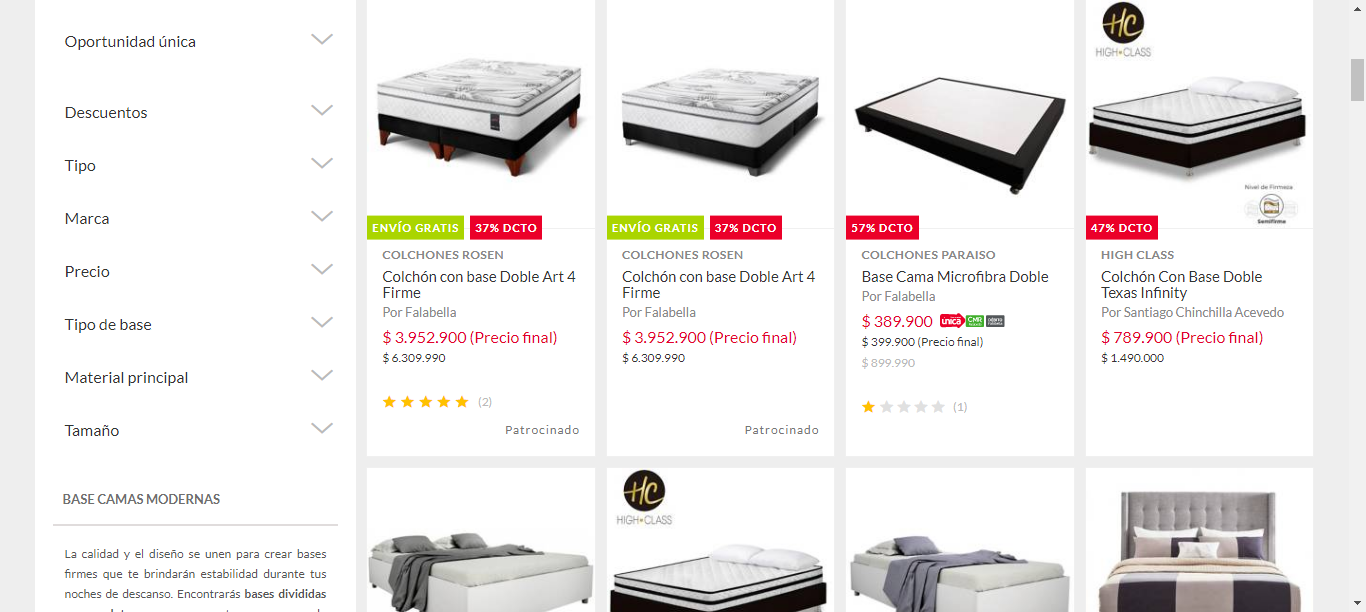 Oportunidad única
Descuentos
Tipo
Marca
Precio
Tipo de base
Material principal
Tamaño
BASE CAMAS MODERNAS
La calidad y el diseño se unen para crear bases
firmes que te brindarán estabilidad durante tus
noches de descanso. Encontrarás bases divididas
ENVÍO GRATIS
37% DCTO
COLCHONES ROSEN
Colchón con base Doble Art 4
Firme
Por Falabella
$ 3.952.900 (Precio final)
$ 6.309.990
(2)
Patrocinado
ENVÍO GRATIS
37% DCTO
COLCHONES ROSEN
Colchón con base Doble Art 4
Firme
Por Falabella
$ 3.952.900 (Precio final)
$ 6.309.990
Patrocinado
57% DCTO
COLCHONES PARAISO
Base Cama Microfibra Doble
Por Falabella
$ 389.900 única CMR
$ 399.900 (Precio final)
$ 899.990
(1)
HC
HIGH CLASS
Nivel de Firmeza
Semifirme
47% DCTO
HIGH CLASS
Colchón Con Base Doble
Texas Infinity
Por Santiago Chinchilla Acevedo
$ 789.900 (Precio final)
$ 1.490.000
HC
HIGH CLASS